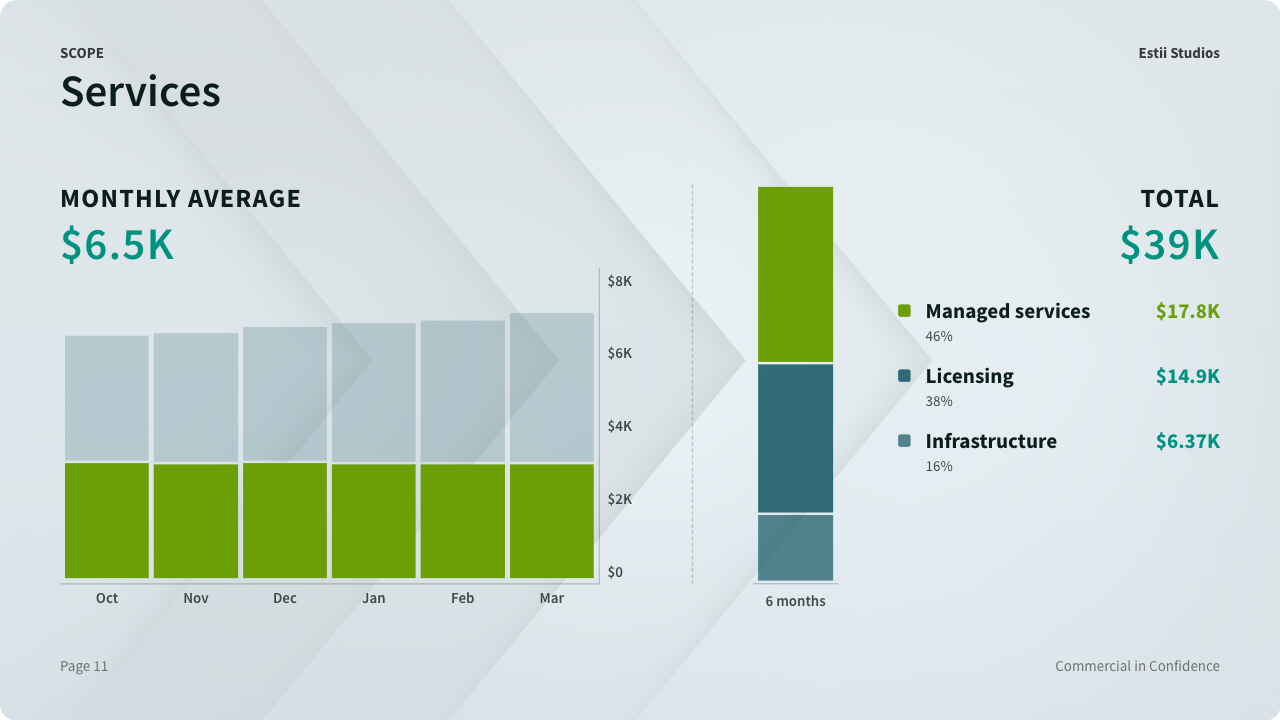 SCOPE
Estii Studios
Services
MONTHLY AVERAGE
$6.5K
$8K
$6K
$4K
$2K
$0
Oct Nov Dec Jan Feb Mar
6 months
TOTAL
$39K
Managed services $17.8K
46%
Licensing $14.9K
38%
Infrastructure $6.37K
16%
Page 11
Commercial in Confidence